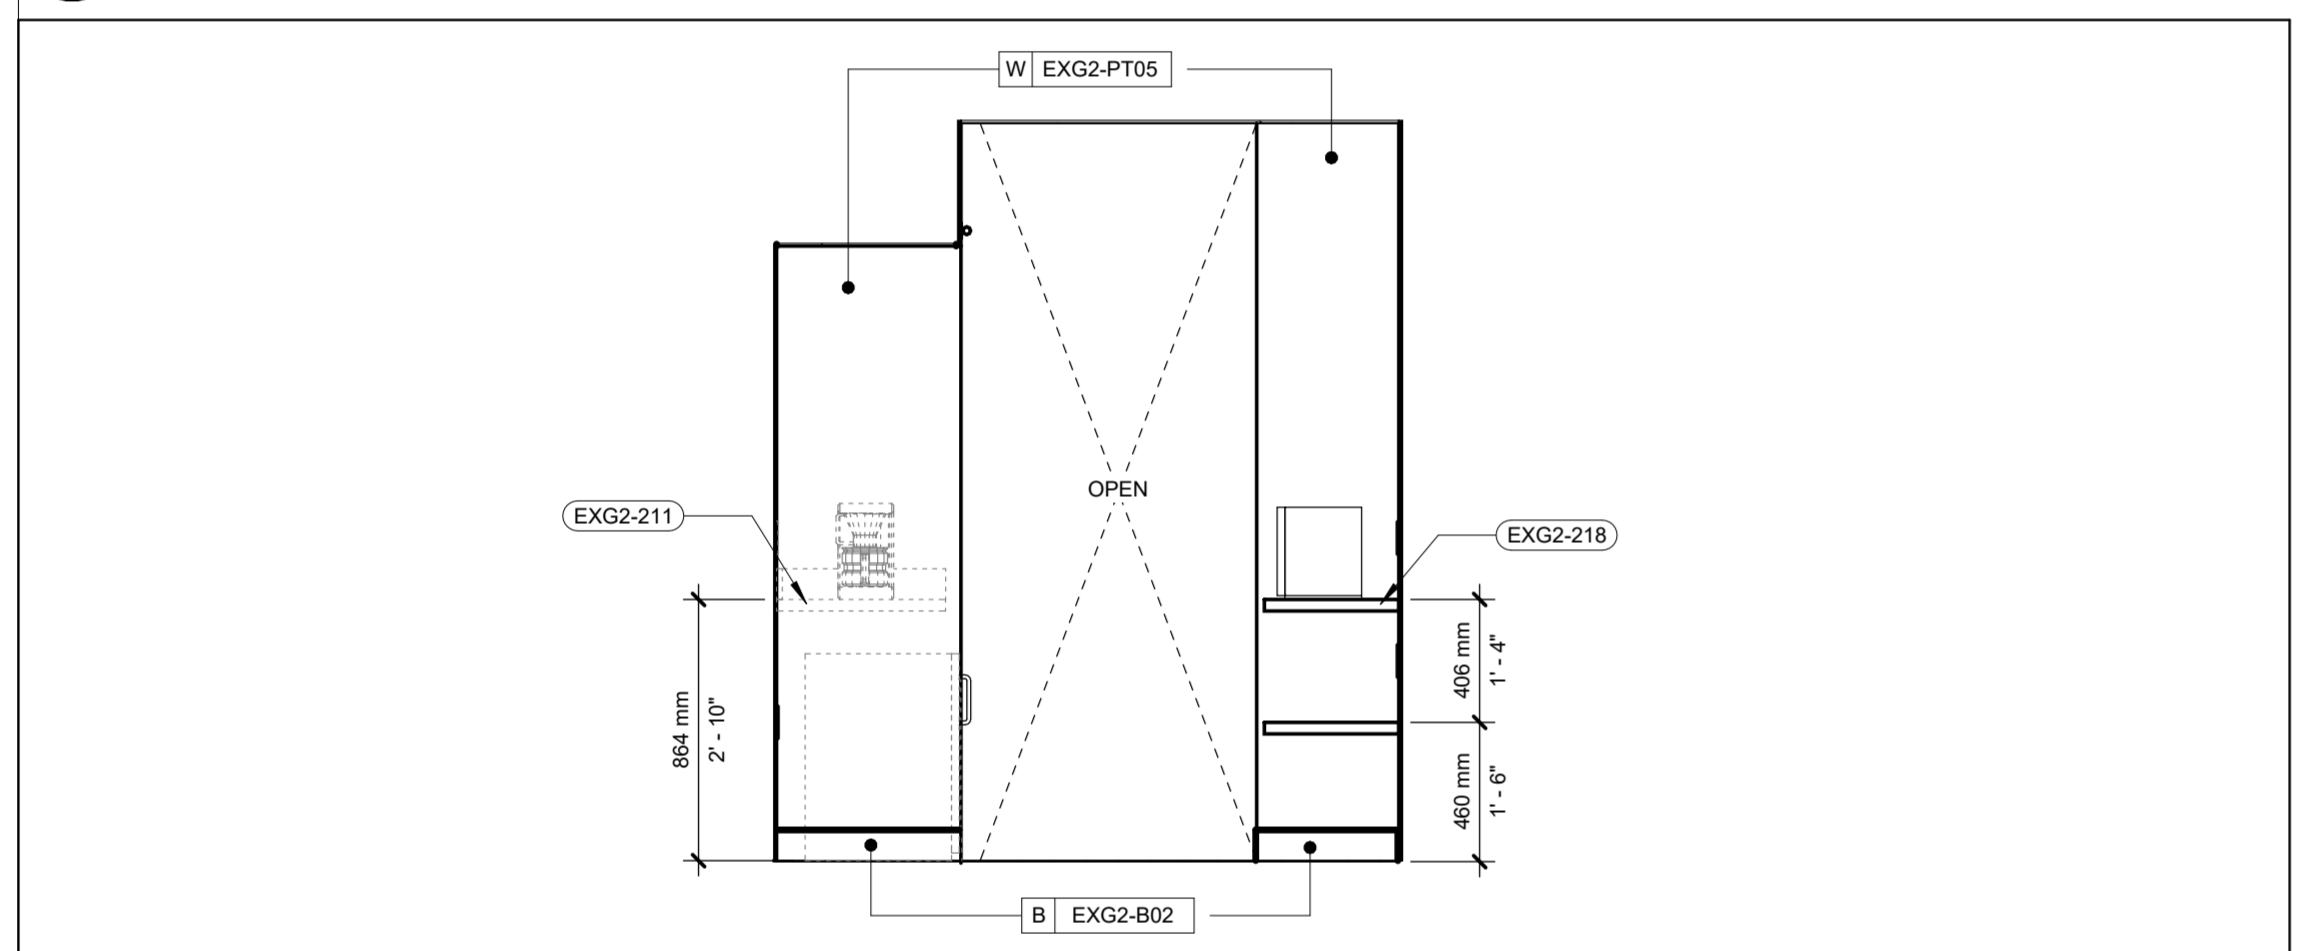 W EXG2-PT05
OPEN
EXG2-211
EXG2-218
406 mm
1' - 4"
864 mm
2' - 10"
460 mm
1' - 6"
B EXG2-B02